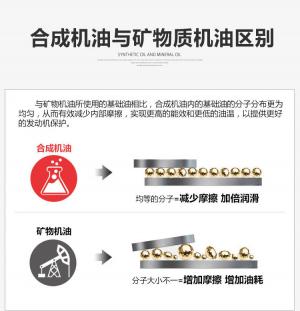 合成机油与矿物质机油区别
SYNTHETIC OIL AND MINERAL OIL
与矿物机油所使用的基础油相比，合成机油内的基础油的分子分布更为
均匀，从而有效减少内部摩擦，实现更高的能效和更低的油温，以提供更好
的发动机保护。
合成机油
均等的分子=减少摩擦 加倍润滑
矿物机油
分子大小不一=增加摩擦 增加油耗